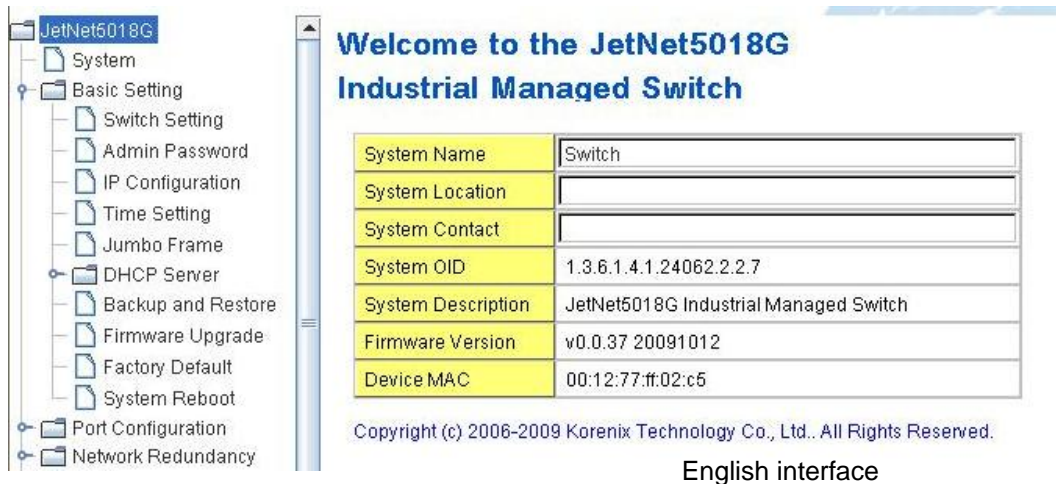 JetNet5018G
System
Basic Setting
Switch Setting
Admin Password
IP Configuration
Time Setting
Jumbo Frame
DHCP Server
Backup and Restore
Firmware Upgrade
Factory Default
System Reboot
Port Configuration
Network Redundancy
Welcome to the JetNet5018G
Industrial Managed Switch
System Name Switch
System Location
System Contact
System OID 1.3.6.1.4.1.24062.2.2.7
System Description JetNet5018G Industrial Managed Switch
Firmware Version v0.0.37 20091012
Device MAC 00:12:77:ff:02:c5
Copyright (c) 2006-2009 Korenix Technology Co., Ltd.. All Rights Reserved.
English interface